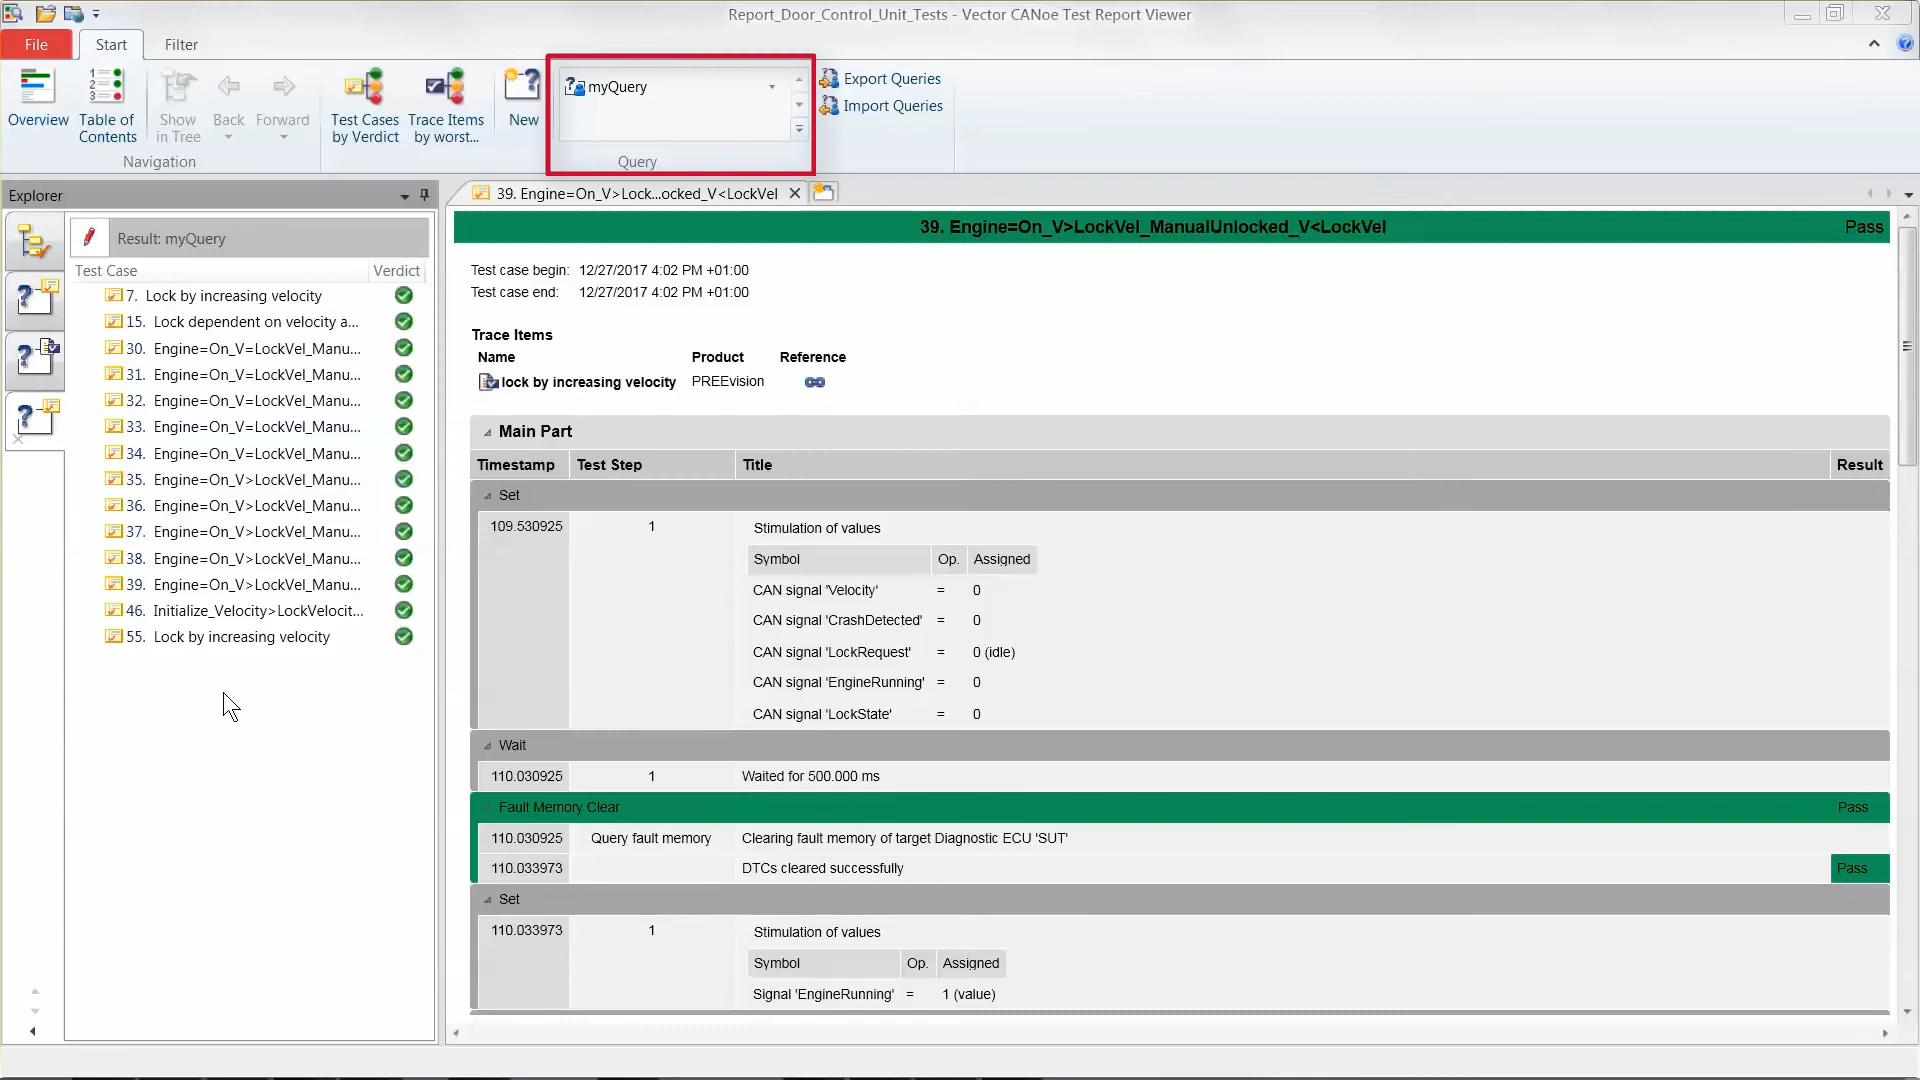 Report_Door_Control_Unit_Tests - Vector CANoe Test Report Viewer
File Start Filter
Overview
Table of Contents
Show in Tree
Back
Forward
Navigation
Test Cases by Verdict
Trace Items by worst...
New
myQuery
Query
Export Queries
Import Queries
Explorer
Result: myQuery
Test Case Verdict
7. Lock by increasing velocity
15. Lock dependent on velocity a...
30. Engine=On_V=LockVel_Manu...
31. Engine=On_V=LockVel_Manu...
32. Engine=On_V=LockVel_Manu...
33. Engine=On_V=LockVel_Manu...
34. Engine=On_V=LockVel_Manu...
35. Engine=On_V>LockVel_Manu...
36. Engine=On_V>LockVel_Manu...
37. Engine=On_V>LockVel_Manu...
38. Engine=On_V>LockVel_Manu...
39. Engine=On_V>LockVel_Manu...
46. Initialize_Velocity>LockVelocit...
55. Lock by increasing velocity
39. Engine=On_V>Lock...ocked_V<LockVel
39. Engine=On_V>LockVel_ManualUnlocked_V<LockVel Pass
Test case begin: 12/27/2017 4:02 PM +01:00
Test case end: 12/27/2017 4:02 PM +01:00
Trace Items
Name Product Reference
lock by increasing velocity PREEvision
Main Part
Timestamp Test Step Title Result
Set
109.530925 1 Stimulation of values
Symbol Op. Assigned
CAN signal 'Velocity' = 0
CAN signal 'CrashDetected' = 0
CAN signal 'LockRequest' = 0 (idle)
CAN signal 'EngineRunning' = 0
CAN signal 'LockState' = 0
Wait
110.030925 1 Waited for 500.000 ms
Fault Memory Clear Pass
110.030925 Query fault memory Clearing fault memory of target Diagnostic ECU 'SUT'
110.033973 DTCs cleared successfully Pass
Set
110.033973 1 Stimulation of values
Symbol Op. Assigned
Signal 'EngineRunning' = 1 (value)